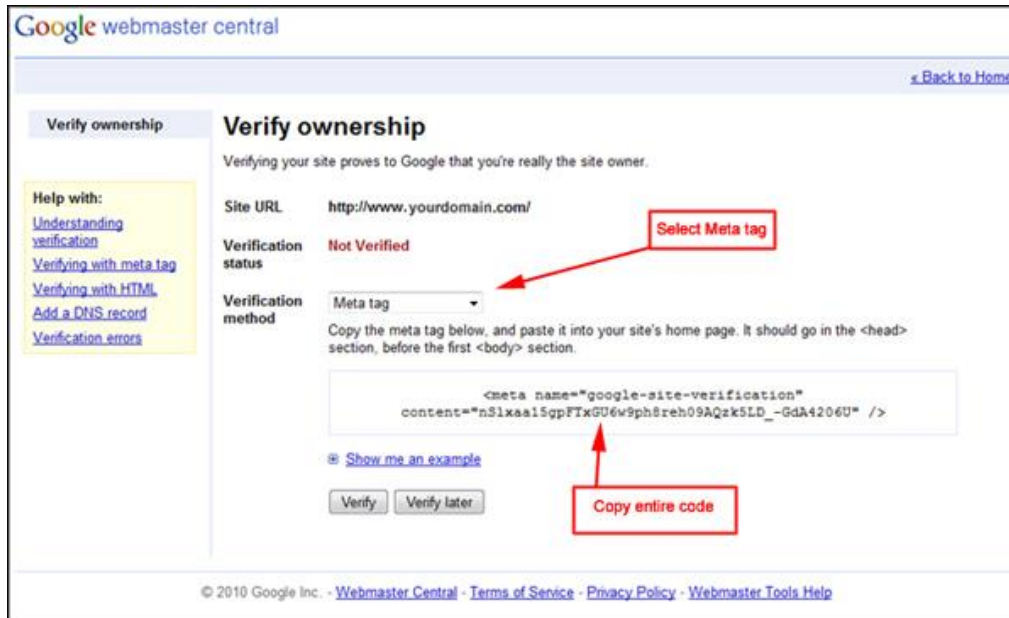 Google webmaster central
« Back to Home
Verify ownership
Help with:
Understanding
verification
Verifying with meta tag
Verifying with HTML
Add a DNS record
Verification errors
Verify ownership
Verifying your site proves to Google that you're really the site owner.
Site URL http://www.yourdomain.com/
Select Meta tag
Verification
status
Not Verified
Verification
method
Meta tag
Copy the meta tag below, and paste it into your site's home page. It should go in the <head>
section, before the first <body> section.
<meta name="google-site-verification"
content="nSlxaal5gpFTxGU6w9ph8reh09AQzk5LD_-GdA4206U" />
Show me an example
Verify Verify later
Copy entire code
© 2010 Google Inc. - Webmaster Central - Terms of Service - Privacy Policy - Webmaster Tools Help